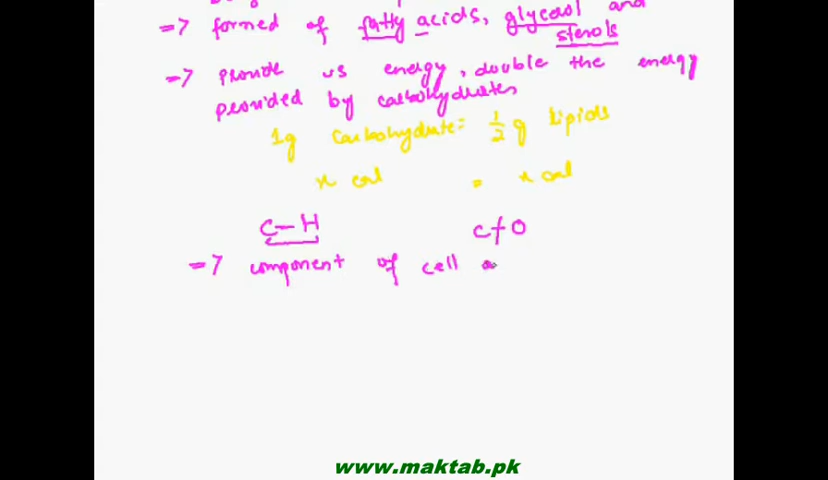 => formed of fatty acids, glycerol and
sterols
=> provide us energy, double the energy
provided by carbohydrates
1g Carbohydrate = 1/2 g lipids
x cal = x cal
C-H C/O
=> component of cell
www.maktab.pk